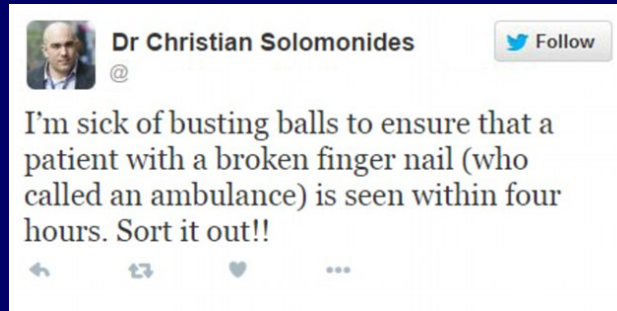 Dr Christian Solomonides
Follow
@
I'm sick of busting balls to ensure that a
patient with a broken finger nail (who
called an ambulance) is seen within four
hours. Sort it out!!